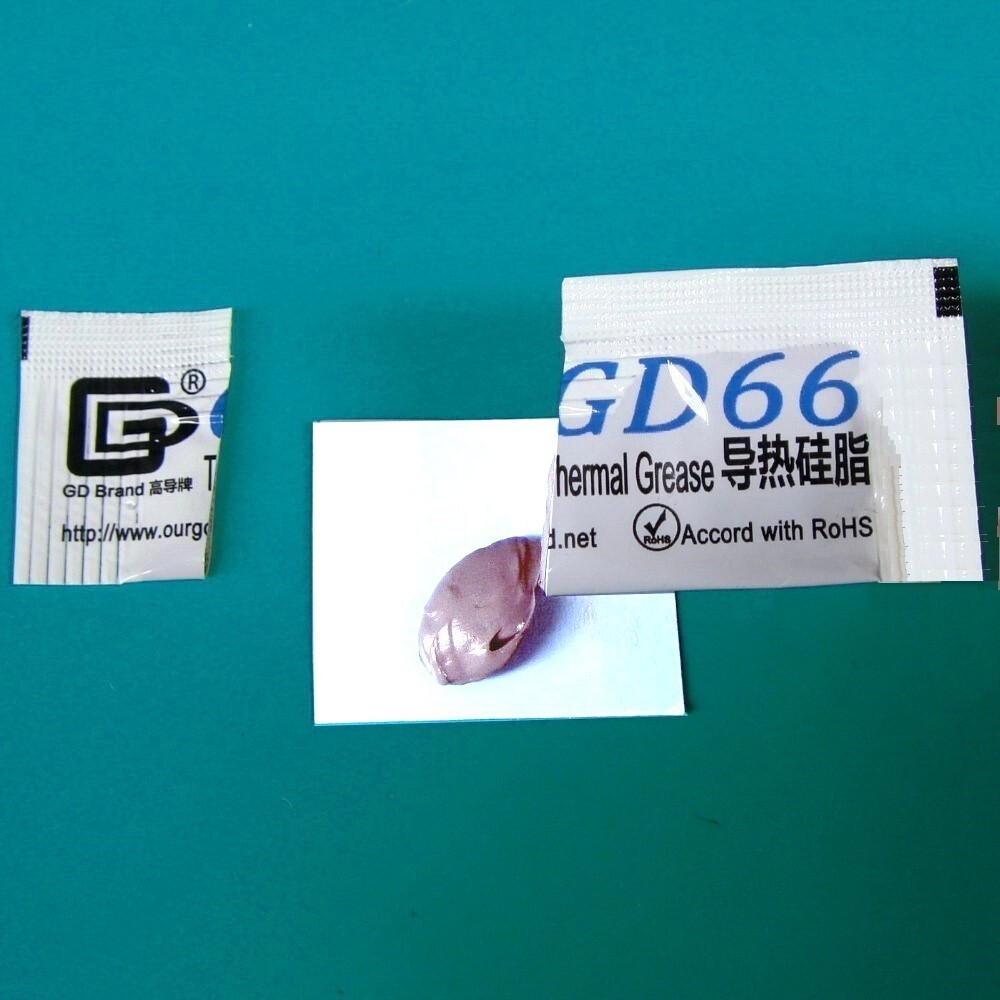 GD ®
GD Brand 高导牌
http://www.ourg
GD66
hermal Grease 导热硅脂
d.net RoHS Accord with RoHS